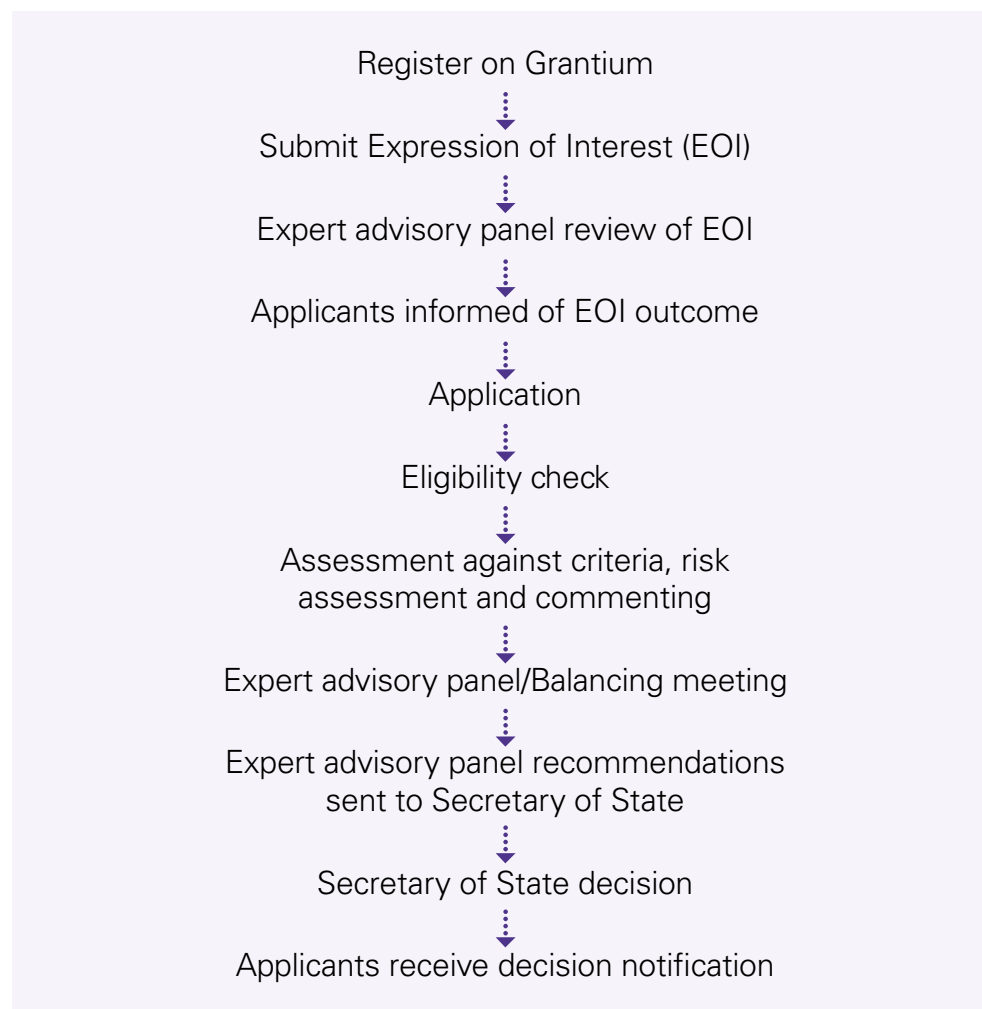 Register on Grantium
Submit Expression of Interest (EOI)
Expert advisory panel review of EOI
Applicants informed of EOI outcome
Application
Eligibility check
Assessment against criteria, risk
assessment and commenting
Expert advisory panel/Balancing meeting
Expert advisory panel recommendations
sent to Secretary of State
Secretary of State decision
Applicants receive decision notification